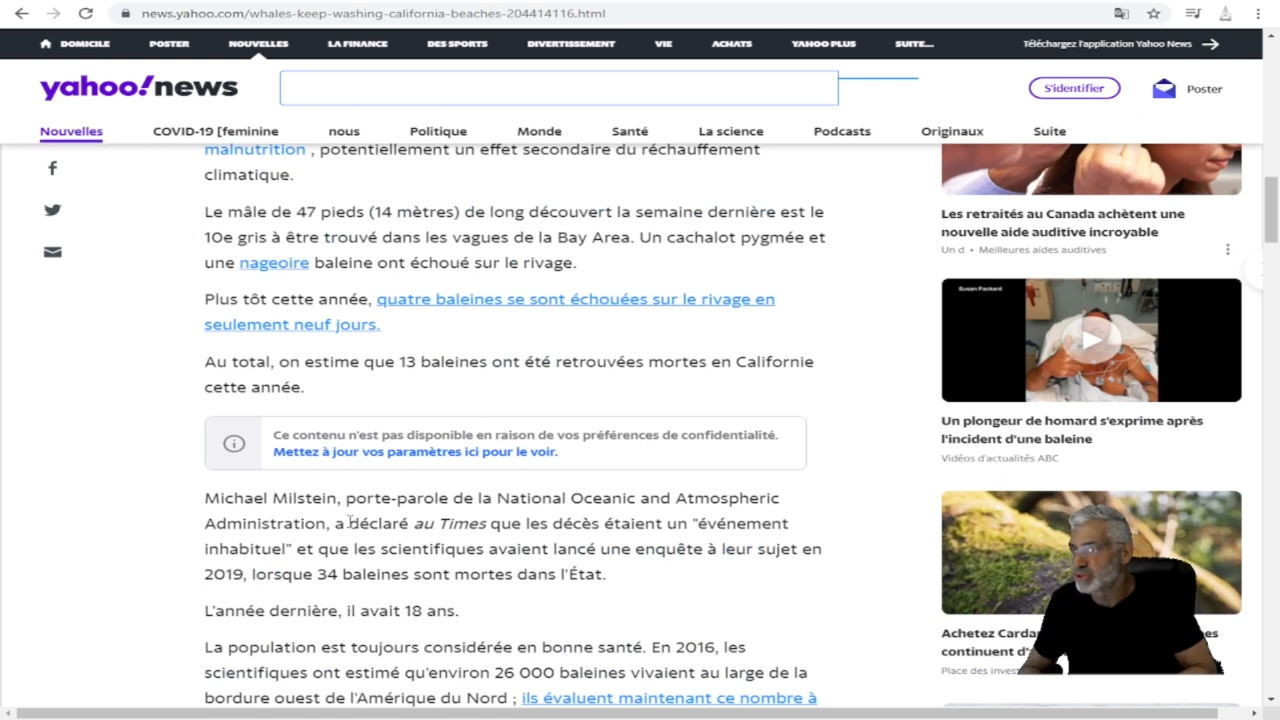 news.yahoo.com/whales-keep-washing-california-beaches-204414116.html
DOMICILE POSTER NOUVELLES LA FINANCE DES SPORTS DIVERTISSEMENT VIE ACHATS YAHOO PLUS SUITE... Téléchargez l'application Yahoo News
yahoo!news S'identifier Poster
Nouvelles COVID-19 [feminine nous Politique Monde Santé La science Podcasts Originaux Suite
malnutrition , potentiellement un effet secondaire du réchauffement
climatique.
Le mâle de 47 pieds (14 mètres) de long découvert la semaine dernière est le
10e gris à être trouvé dans les vagues de la Bay Area. Un cachalot pygmée et
une nageoire baleine ont échoué sur le rivage.
Plus tôt cette année, quatre baleines se sont échouées sur le rivage en
seulement neuf jours.
Au total, on estime que 13 baleines ont été retrouvées mortes en Californie
cette année.
Ce contenu n'est pas disponible en raison de vos préférences de confidentialité.
Mettez à jour vos paramètres ici pour le voir.
Michael Milstein, porte-parole de la National Oceanic and Atmospheric
Administration, a déclaré au Times que les décès étaient un "événement
inhabituel" et que les scientifiques avaient lancé une enquête à leur sujet en
2019, lorsque 34 baleines sont mortes dans l'État.
L'année dernière, il avait 18 ans.
La population est toujours considérée en bonne santé. En 2016, les
scientifiques ont estimé qu'environ 26 000 baleines vivaient au large de la
bordure ouest de l'Amérique du Nord ; ils évaluent maintenant ce nombre à
Les retraités au Canada achètent une
nouvelle aide auditive incroyable
Un d • Meilleures aides auditives
Susan Packard
Un plongeur de homard s'exprime après
l'incident d'une baleine
Vidéos d'actualités ABC
Achetez
continuent
Place des